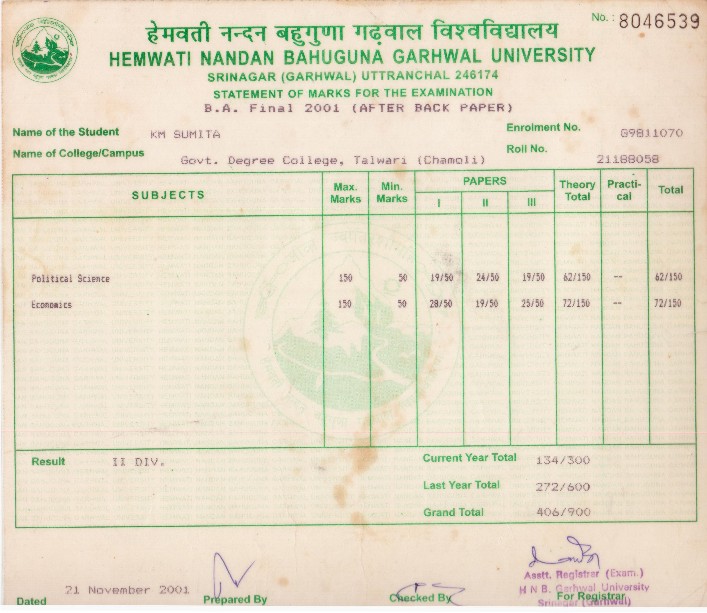 No. : 8046539
हेमवती नन्दन बहुगुणा गढ़वाल विश्वविद्यालय
HEMWATI NANDAN BAHUGUNA GARHWAL UNIVERSITY
SRINAGAR (GARHWAL) UTTRANCHAL 246174
STATEMENT OF MARKS FOR THE EXAMINATION
B.A. Final 2001 (AFTER BACK PAPER)
Name of the Student KM SUMITA Enrolment No. G9811070
Name of College/Campus Govt. Degree College, Talwari (Chamoli) Roll No. 21188058
SUBJECTS Max. Marks Min. Marks PAPERS I II III Theory Total Practi-cal Total
Political Science 150 50 19/50 24/50 19/50 62/150 -- 62/150
Economics 150 50 28/50 19/50 25/50 72/150 -- 72/150
Result II DIV. Current Year Total 134/300
Last Year Total 272/600
Grand Total 406/900
Asstt. Registrar (Exam.)
H N B. Garhwal University
Srinagar (Garhwal)
Dated 21 November 2001 Prepared By Checked By For Registrar